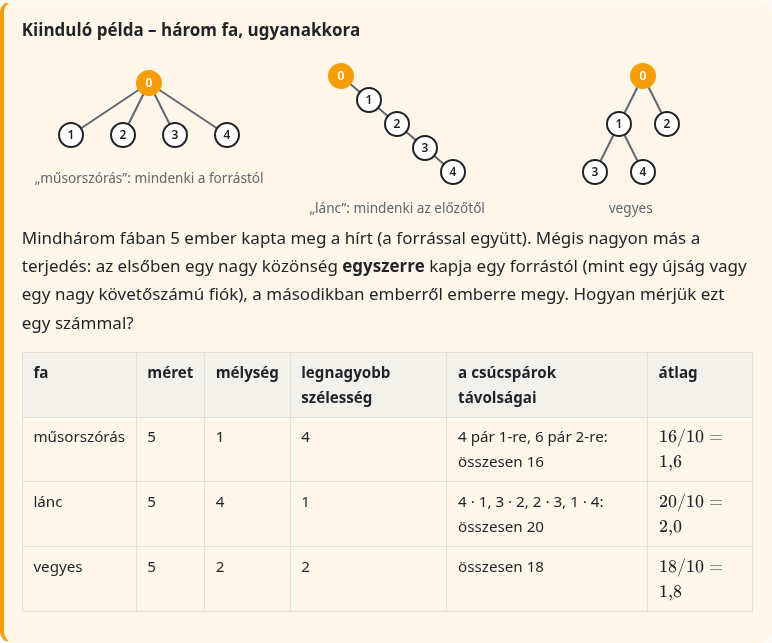 Kiinduló példa – három fa, ugyanakkora
0
1 2 3 4
„műsorszórás”: mindenki a forrástól
0
1
2
3
4
„lánc”: mindenki az előzőtől
0
1 2
3 4
vegyes
Mindhárom fában 5 ember kapta meg a hírt (a forrással együtt). Mégis nagyon más a
terjedés: az elsőben egy nagy közönség egyszerre kapja egy forrástól (mint egy újság vagy
egy nagy követőszámú fiók), a másodikban emberről emberre megy. Hogyan mérjük ezt
egy számmal?
fa méret mélység legnagyobb szélesség a csúcspárok távolságai átlag
műsorszórás 5 1 4 4 pár 1-re, 6 pár 2-re: összesen 16 16/10 = 1,6
lánc 5 4 1 4 · 1, 3 · 2, 2 · 3, 1 · 4: összesen 20 20/10 = 2,0
vegyes 5 2 2 összesen 18 18/10 = 1,8